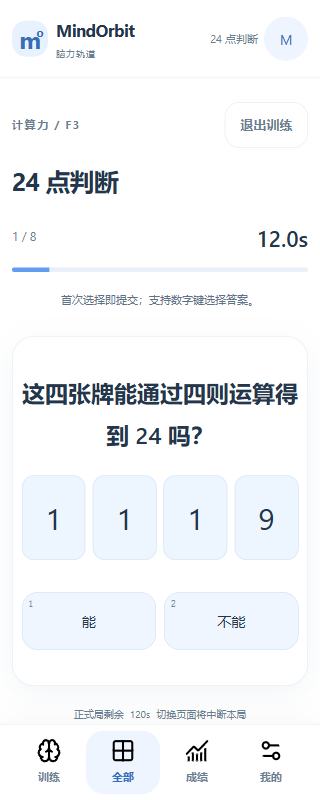 mo
MindOrbit
脑力轨道
24 点判断
M
计算力 / F3
退出训练
24 点判断
1 / 8
12.0s
首次选择即提交；支持数字键选择答案。
这四张牌能通过四则运算得
到 24 吗？
1
1
1
9
1
能
2
不能
正式局剩余 120s 切换页面将中断本局
训练
全部
成绩
我的